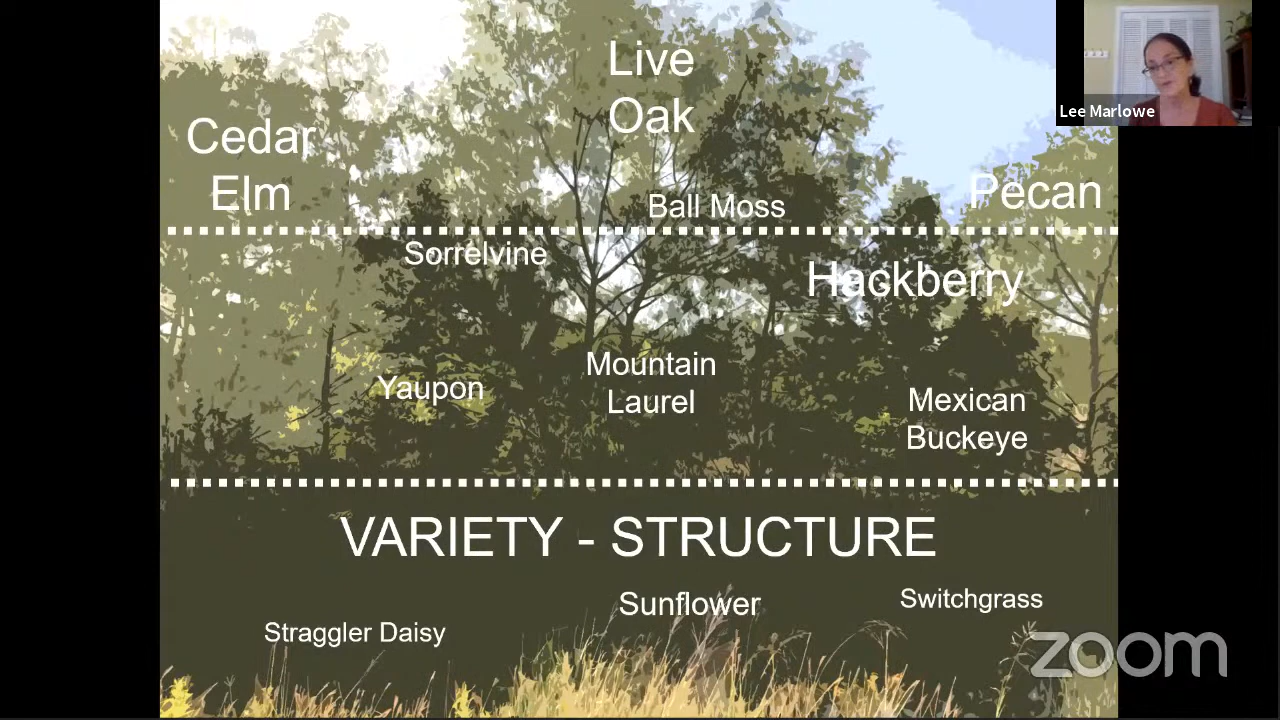 Live
Oak
Lee Marlowe
Cedar
Elm
Pecan
Ball Moss
Sorrelvine
Hackberry
Mountain
Laurel
Yaupon
Mexican
Buckeye
VARIETY - STRUCTURE
Sunflower
Switchgrass
Straggler Daisy
zoom